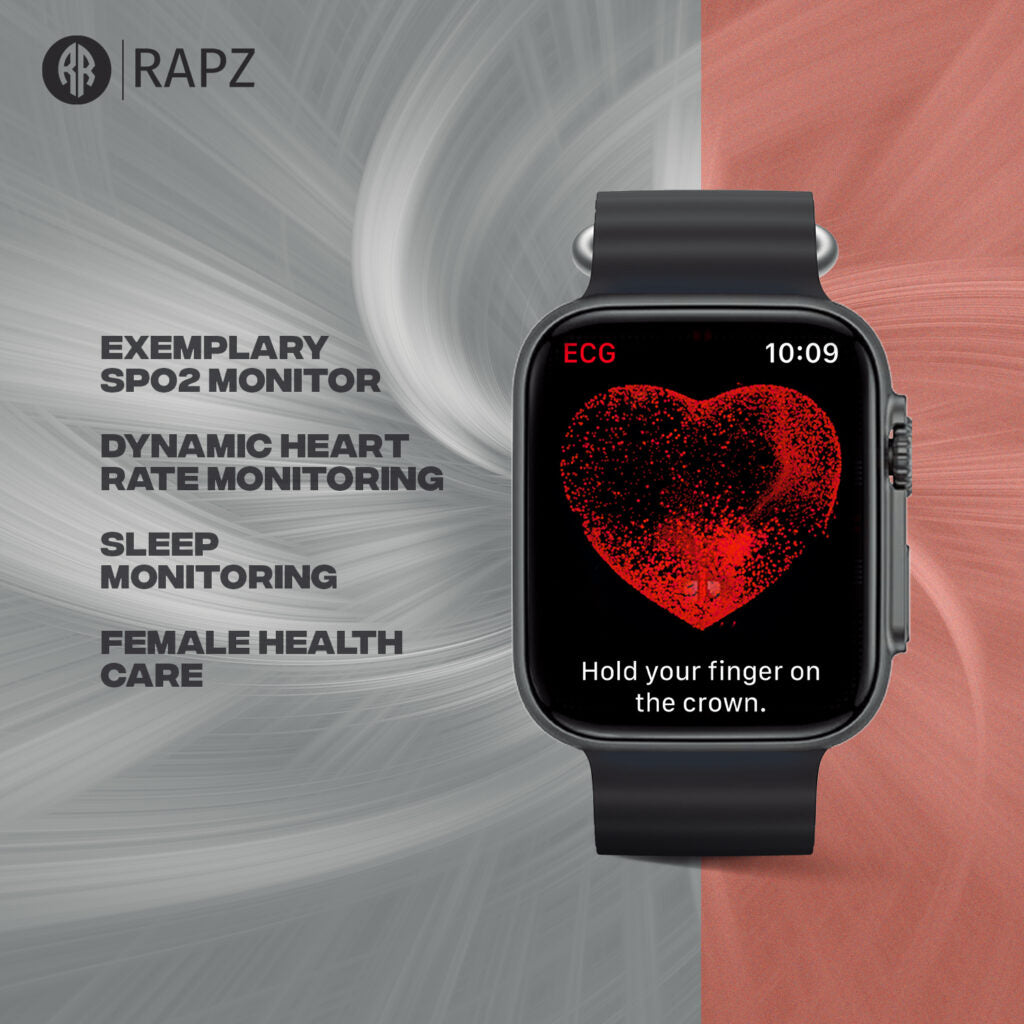 RAPZ
EXEMPLARY
SPO2 MONITOR
DYNAMIC HEART
RATE MONITORING
SLEEP
MONITORING
FEMALE HEALTH
CARE
ECG 10:09
Hold your finger on
the crown.